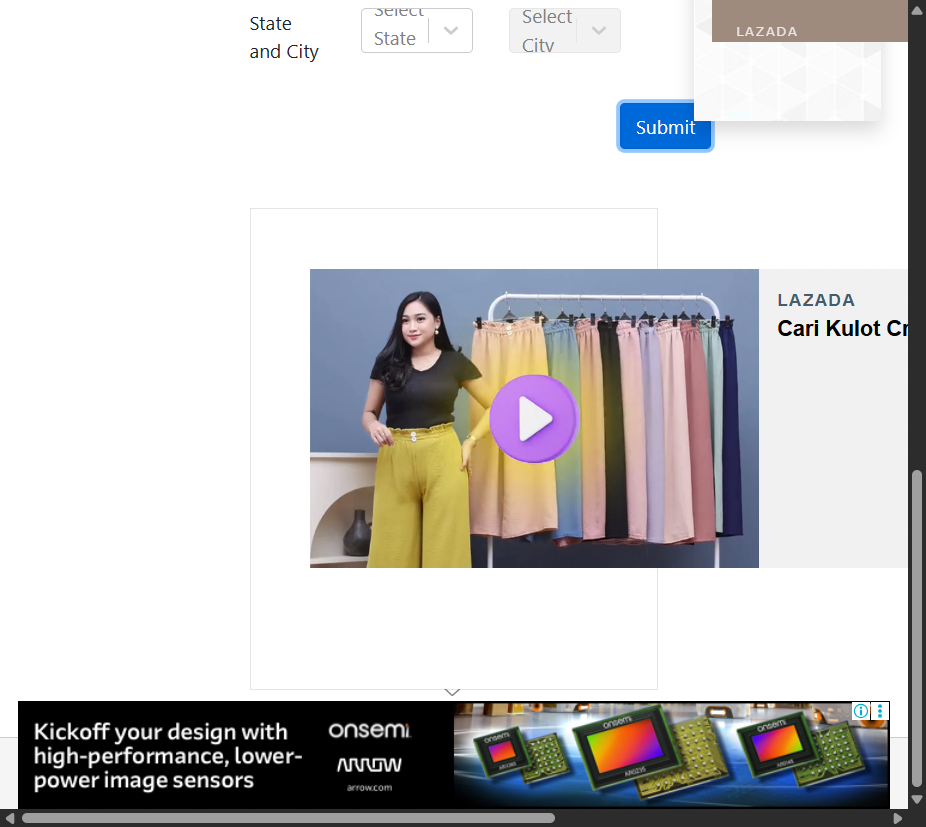 State
and City
Select
State
Select
City
LAZADA
Submit
LAZADA
Cari Kulot Cr
Kickoff your design with
high-performance, lower-
power image sensors
onsemi
ARROW
arrow.com
onsemi
onsemi
onsemi
AR0235